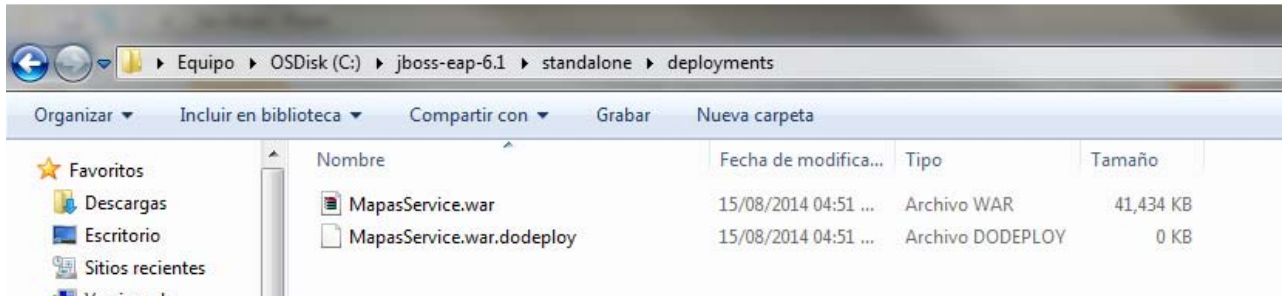 Equipo OSDisk (C:) jboss-eap-6.1 standalone deployments
Organizar Incluir en biblioteca Compartir con Grabar Nueva carpeta
Favoritos
Descargas
Escritorio
Sitios recientes
Nombre Fecha de modifica... Tipo Tamaño
MapasService.war 15/08/2014 04:51 ... Archivo WAR 41,434 KB
MapasService.war.dodeploy 15/08/2014 04:51 ... Archivo DODEPLOY 0 KB